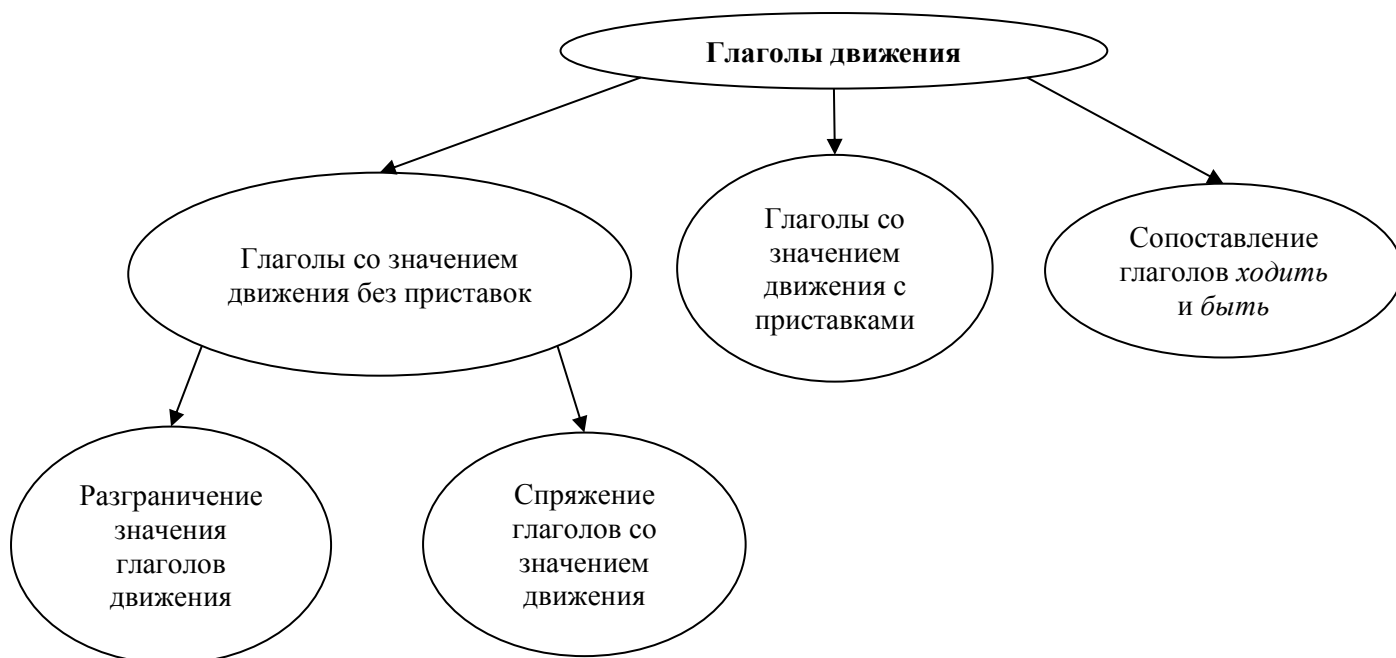 Глаголы движения
Глаголы со значением
движения без приставок
Глаголы со
значением
движения с
приставками
Сопоставление
глаголов ходить
и быть
Разграничение
значения
глаголов
движения
Спряжение
глаголов со
значением
движения